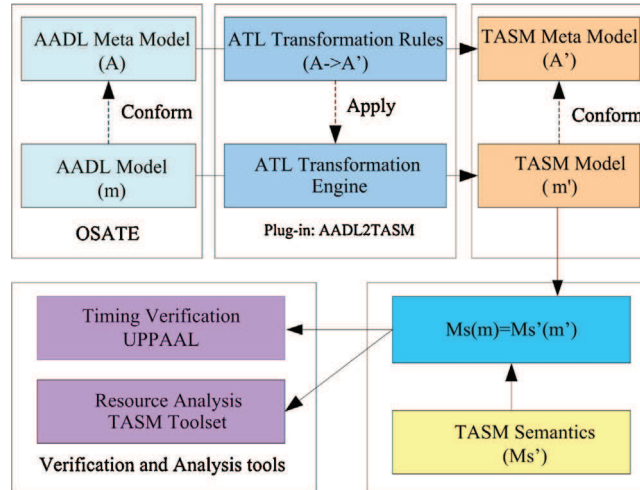 AADL Meta Model
(A)
ATL Transformation Rules
(A->A’)
TASM Meta Model
(A’)
Conform
Apply
Conform
AADL Model
(m)
ATL Transformation
Engine
TASM Model
( m')
OSATE
Plug-in: AADL2TASM
Timing Verification
UPPAAL
Ms(m)=Ms’(m’)
Resource Analysis
TASM Toolset
TASM Semantics
(Ms’)
Verification and Analysis tools